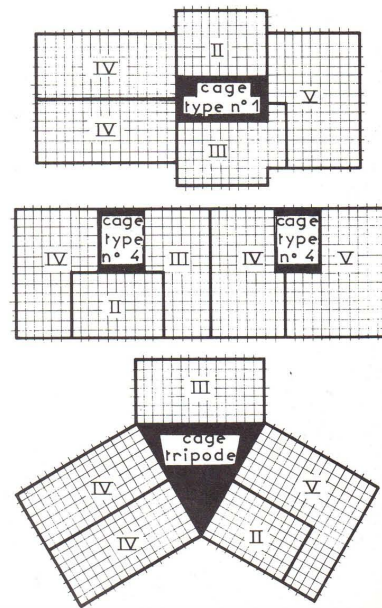 II
IV
cage
type n° 1
V
IV
III
cage
type
n° 4
cage
type
n° 4
IV
III
IV
V
II
III
cage
tripode
IV
V
IV
II